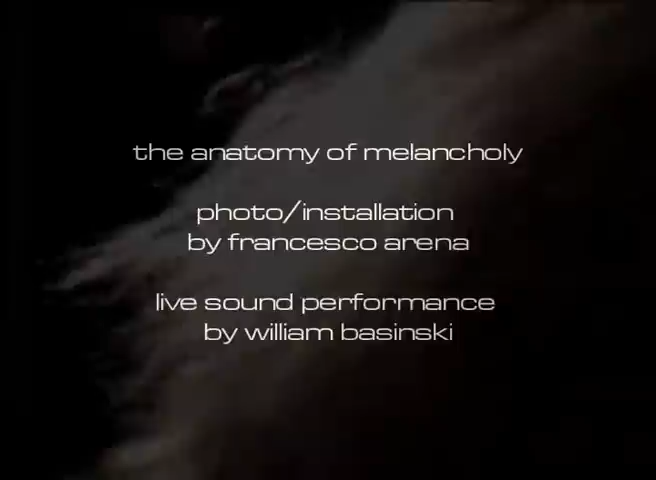 the anatomy of melancholy
photo/installation
by francesco arena
live sound performance
by william basinski